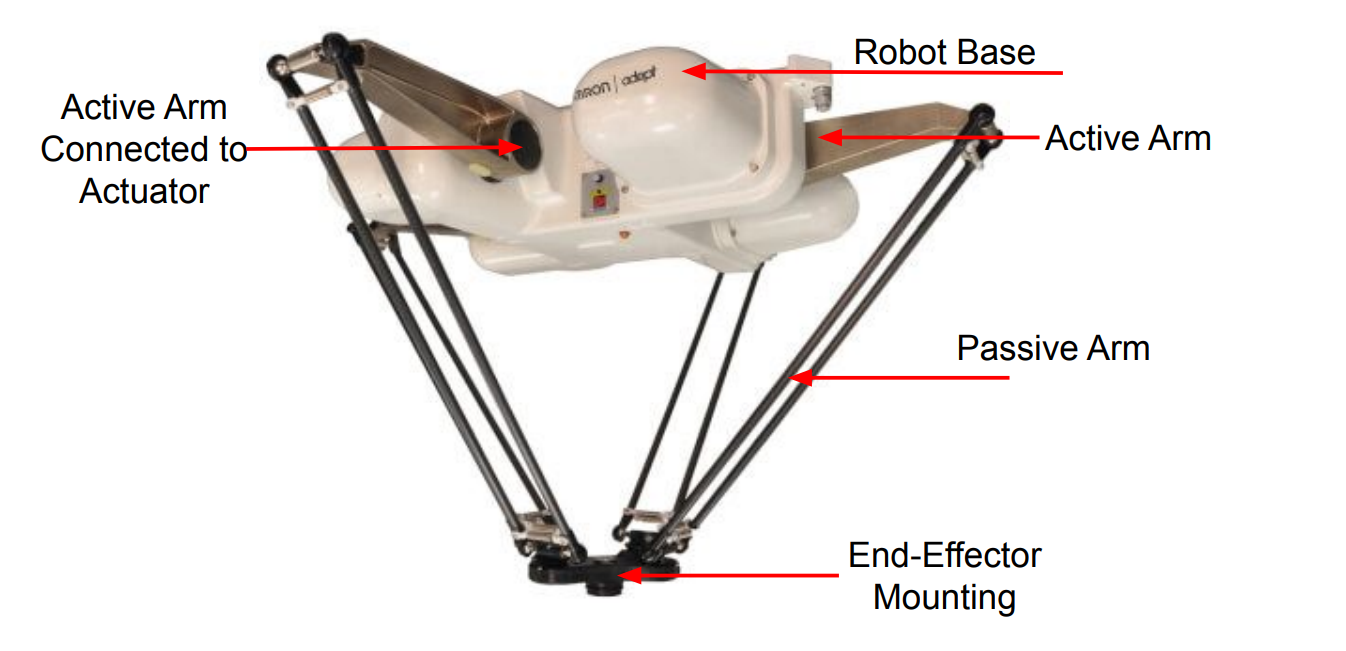 Robot Base
adept
Active Arm
Connected to
Actuator
Active Arm
Passive Arm
End-Effector
Mounting